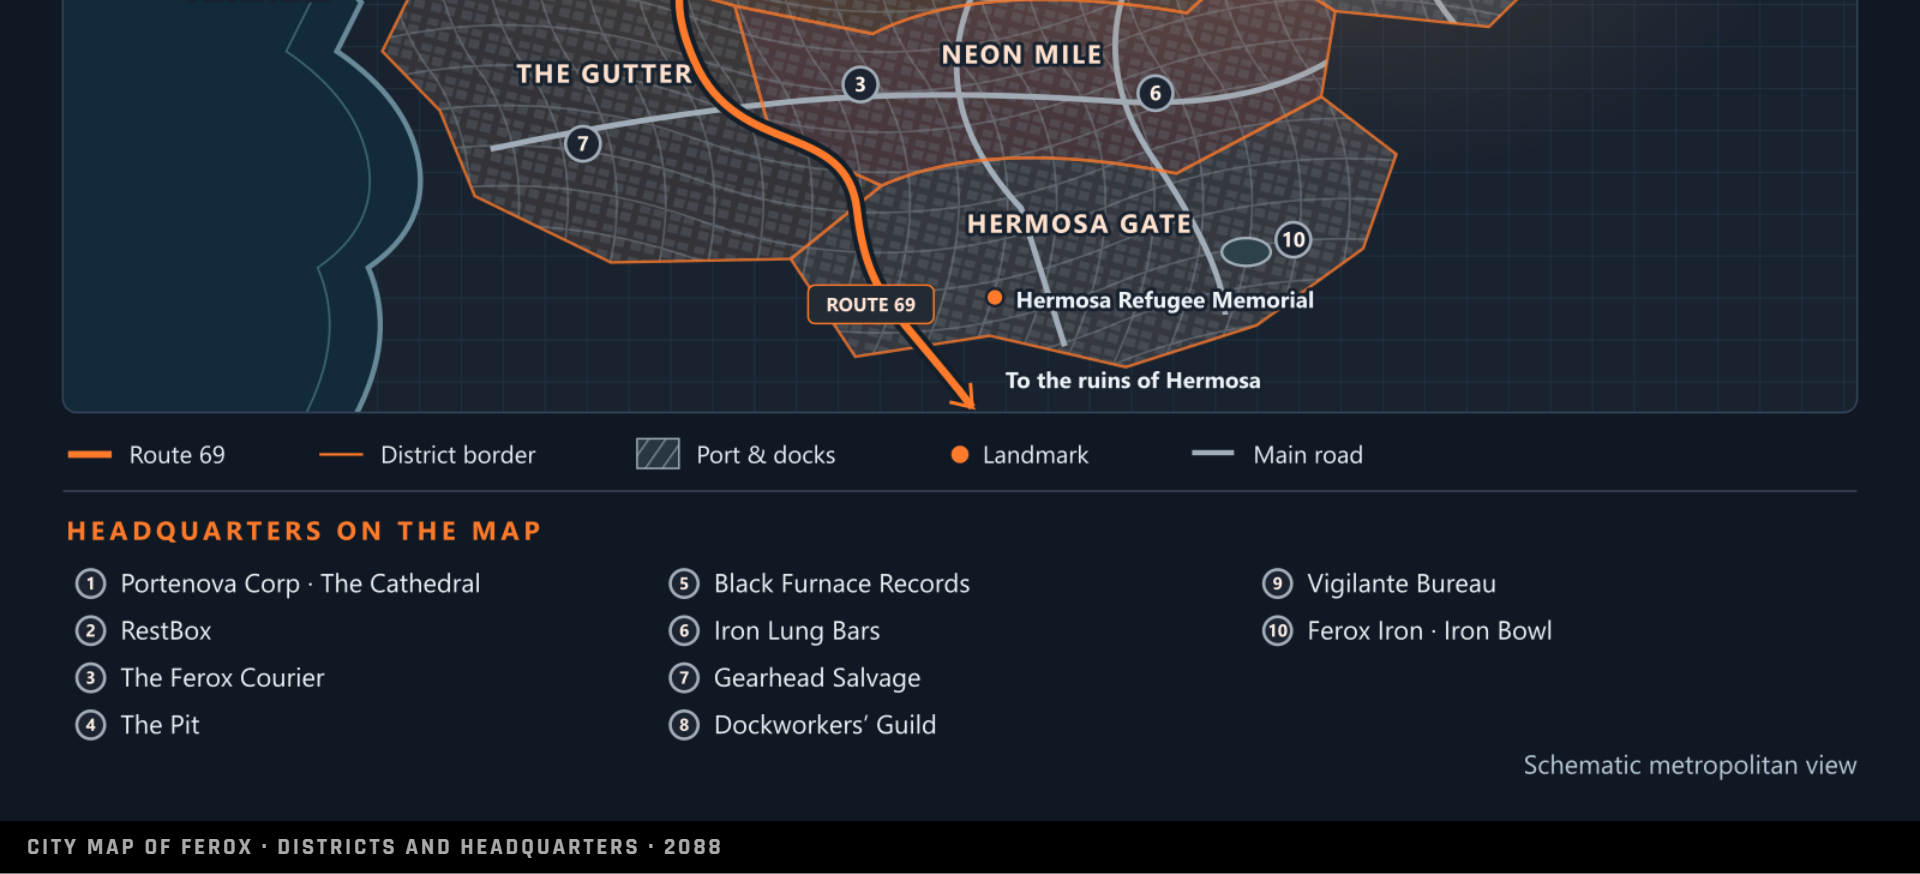 NEON MILE
THE GUTTER
3
6
7
HERMOSA GATE
10
Hermosa Refugee Memorial
ROUTE 69
To the ruins of Hermosa
Route 69
District border
Port & docks
Landmark
Main road
HEADQUARTERS ON THE MAP
1 Portenova Corp · The Cathedral
2 RestBox
3 The Ferox Courier
4 The Pit
5 Black Furnace Records
6 Iron Lung Bars
7 Gearhead Salvage
8 Dockworkers’ Guild
9 Vigilante Bureau
10 Ferox Iron · Iron Bowl
Schematic metropolitan view
CITY MAP OF FEROX · DISTRICTS AND HEADQUARTERS · 2088